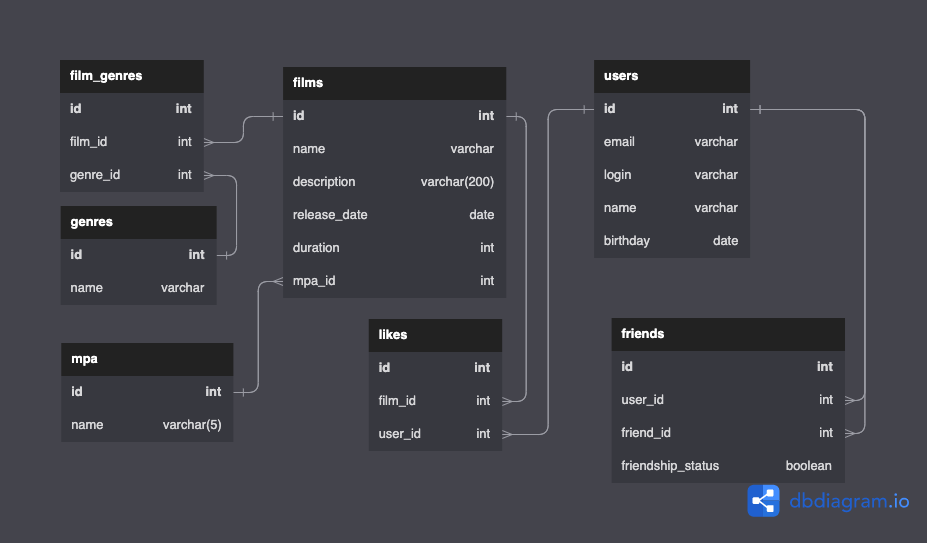 film_genres
id int
film_id int
genre_id int
genres
id int
name varchar
mpa
id int
name varchar(5)
films
id int
name varchar
description varchar(200)
release_date date
duration int
mpa_id int
likes
id int
film_id int
user_id int
users
id int
email varchar
login varchar
name varchar
birthday date
friends
id int
user_id int
friend_id int
friendship_status boolean
dbdiagram.io